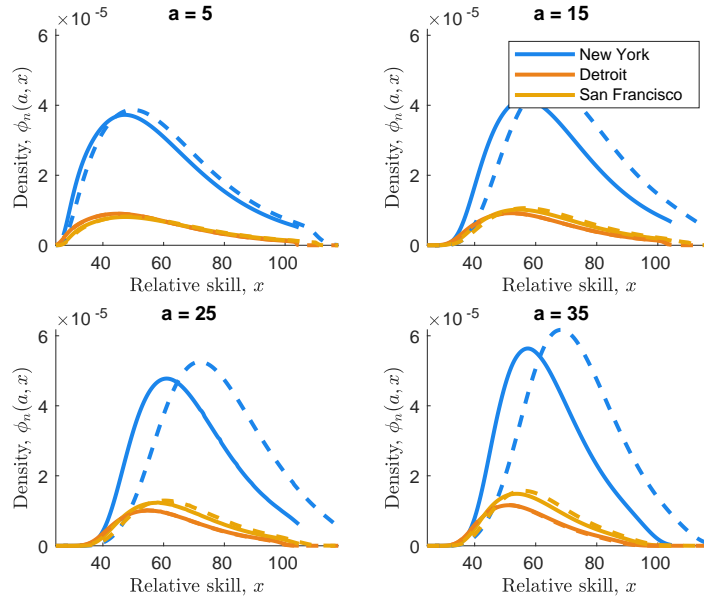 a = 5
×10⁻⁵
6
4
2
0
Density, ϕₙ(a, x)
40 60 80 100
Relative skill, x
a = 15
×10⁻⁵
6
4
2
0
Density, ϕₙ(a, x)
New York
Detroit
San Francisco
40 60 80 100
Relative skill, x
a = 25
×10⁻⁵
6
4
2
0
Density, ϕₙ(a, x)
40 60 80 100
Relative skill, x
a = 35
×10⁻⁵
6
4
2
0
Density, ϕₙ(a, x)
40 60 80 100
Relative skill, x